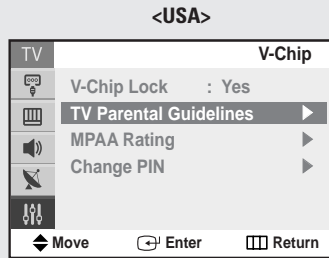 <USA>
TV V-Chip
V-Chip Lock : Yes
TV Parental Guidelines
MPAA Rating
Change PIN
Move Enter Return